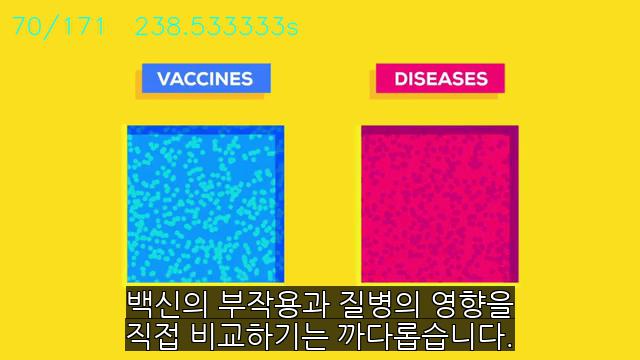 70/171 238.533333s
VACCINES
DISEASES
백신의 부작용과 질병의 영향을
직접 비교하기는 까다롭습니다.